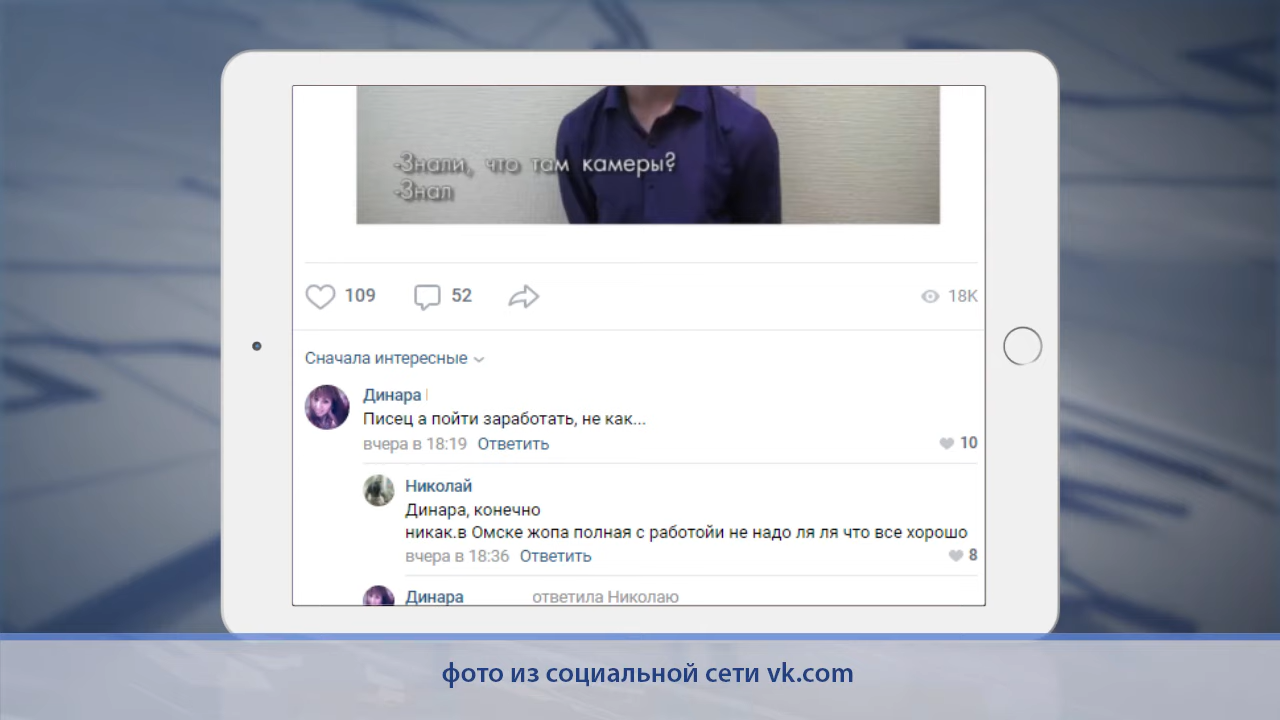 -Знали, что там камеры?
-Знал
109
52
18K
Сначала интересные
Динара
Писец а пойти заработать, не как...
вчера в 18:19 Ответить
10
Николай
Динара, конечно
никак.в Омске жопа полная с работойи не надо ля ля что все хорошо
вчера в 18:36 Ответить
8
Динара ответила Николаю
фото из социальной сети vk.com